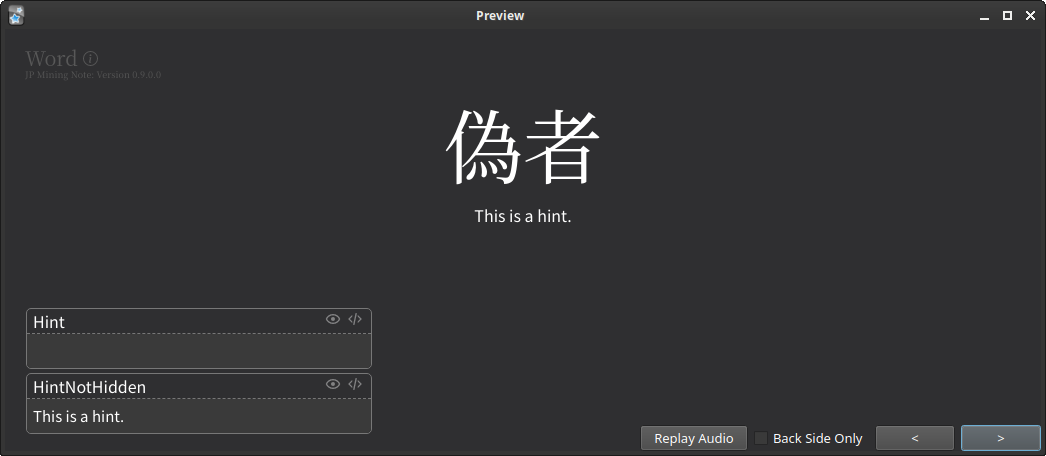 Preview
Word
JP Mining Note: Version 0.9.0.0
偽者
This is a hint.
Hint
HintNotHidden
This is a hint.
Replay Audio
Back Side Only
<
>